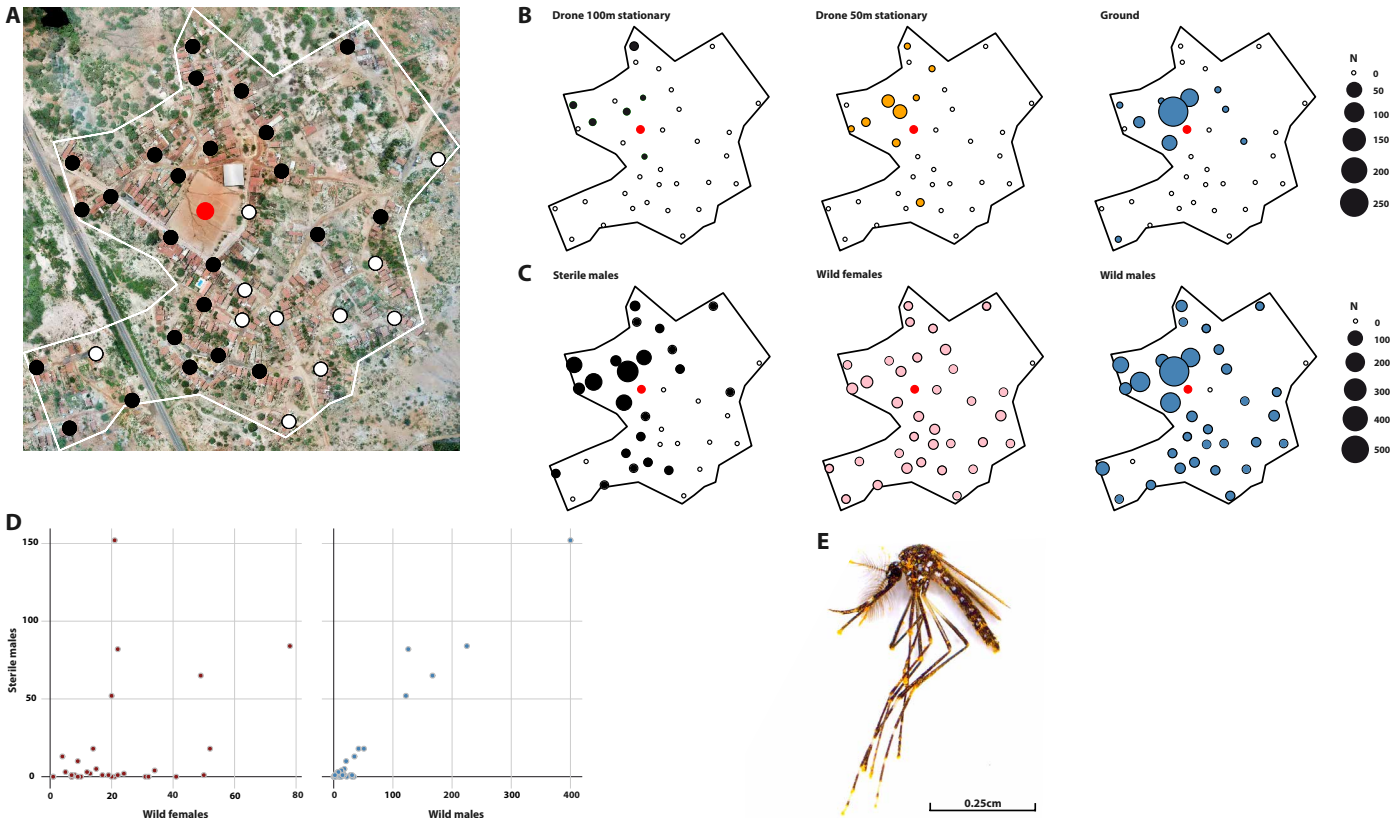 A
B
Drone 100m stationary
Drone 50m stationary
Ground
N
0
50
100
150
200
250
C
Sterile males
Wild females
Wild males
N
0
100
200
300
400
500
D
150
100
50
0
Sterile males
0
20
40
60
80
Wild females
0
100
200
300
400
Wild males
E
0.25cm